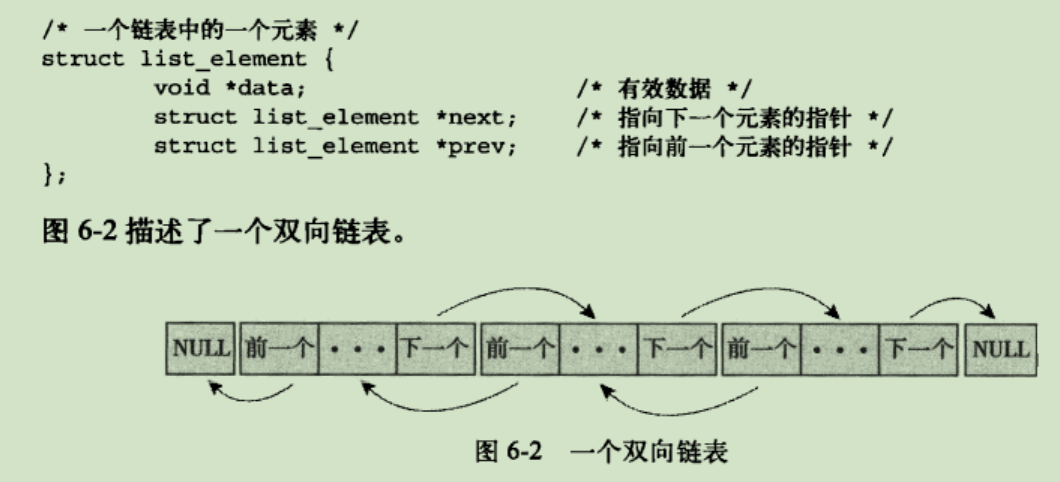 /* 一个链表中的一个元素 */
struct list_element {
void *data; /* 有效数据 */
struct list_element *next; /* 指向下一个元素的指针 */
struct list_element *prev; /* 指向前一个元素的指针 */
};
图 6-2 描述了一个双向链表。
NULL 前一个 • • • 下一个 前一个 • • • 下一个 前一个 • • • 下一个 NULL
图 6-2 一个双向链表